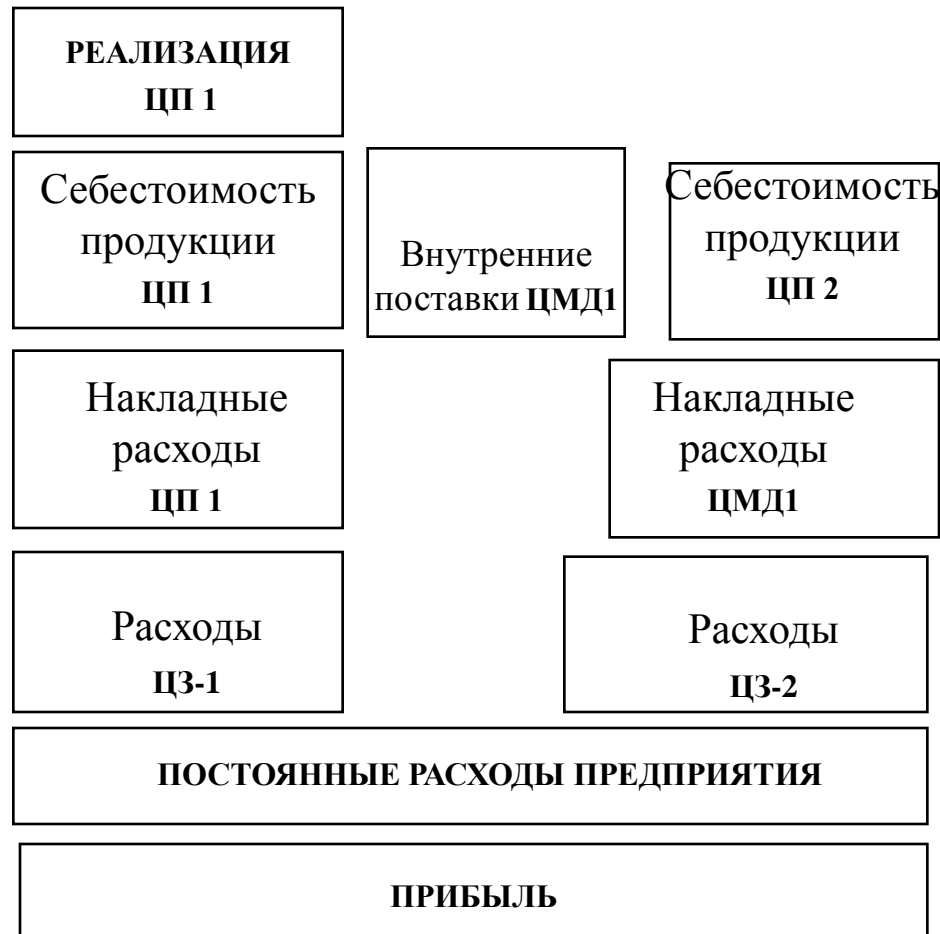 РЕАЛИЗАЦИЯ
ЦП 1
Себестоимость
продукции
ЦП 1
Внутренние
поставки ЦМД1
Себестоимость
продукции
ЦП 2
Накладные
расходы
ЦП 1
Накладные
расходы
ЦМД1
Расходы
ЦЗ-1
Расходы
ЦЗ-2
ПОСТОЯННЫЕ РАСХОДЫ ПРЕДПРИЯТИЯ
ПРИБЫЛЬ